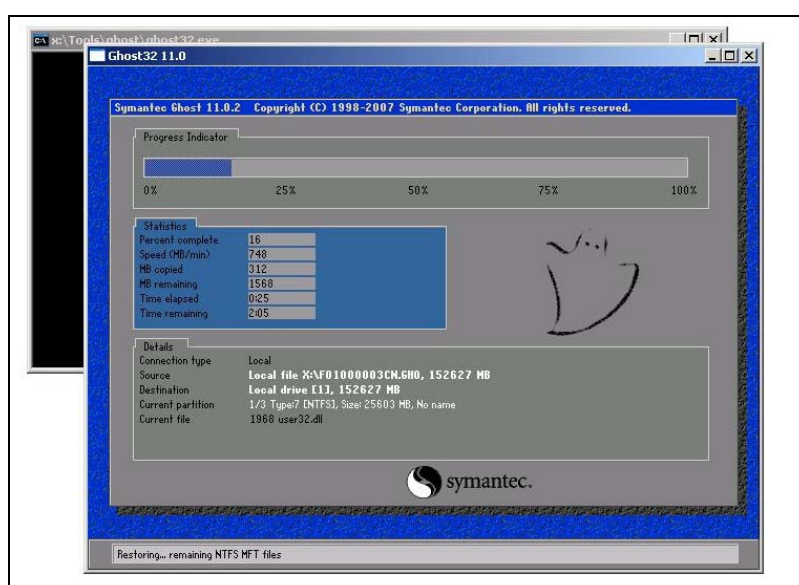 x:\Tools\ghost\ghost32.exe
Ghost32 11.0
Symantec Ghost 11.0.2 Copyright (C) 1998-2007 Symantec Corporation. All rights reserved.
Progress Indicator
0% 25% 50% 75% 100%
Statistics
Percent complete 16
Speed (MB/min) 748
MB copied 312
MB remaining 1568
Time elapsed 0:25
Time remaining 2:05
Details
Connection type Local
Source Local file X:\F01000003CN.GHO, 152627 MB
Destination Local drive [1], 152627 MB
Current partition 1/3 Type:7 [NTFS], Size: 25603 MB, No name
Current file 1968 user32.dll
symantec.
Restoring... remaining NTFS MFT files